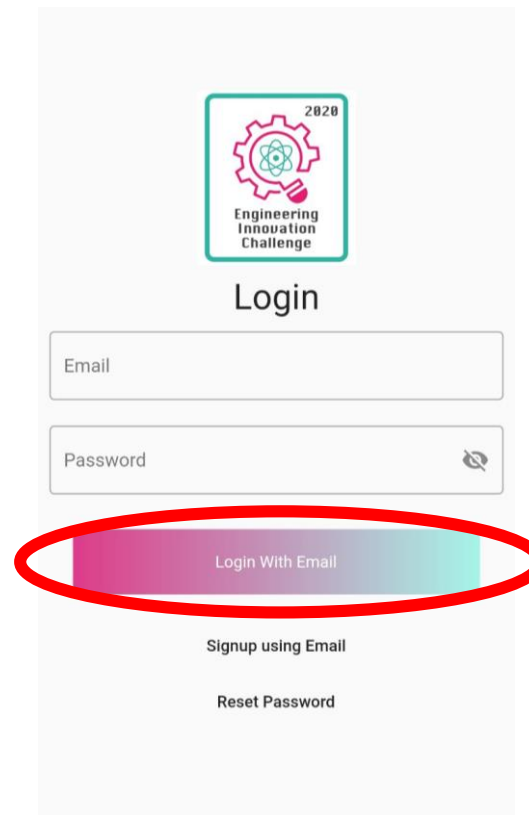 2020
Engineering
Innovation
Challenge
Login
Email
Password
Login With Email
Signup using Email
Reset Password